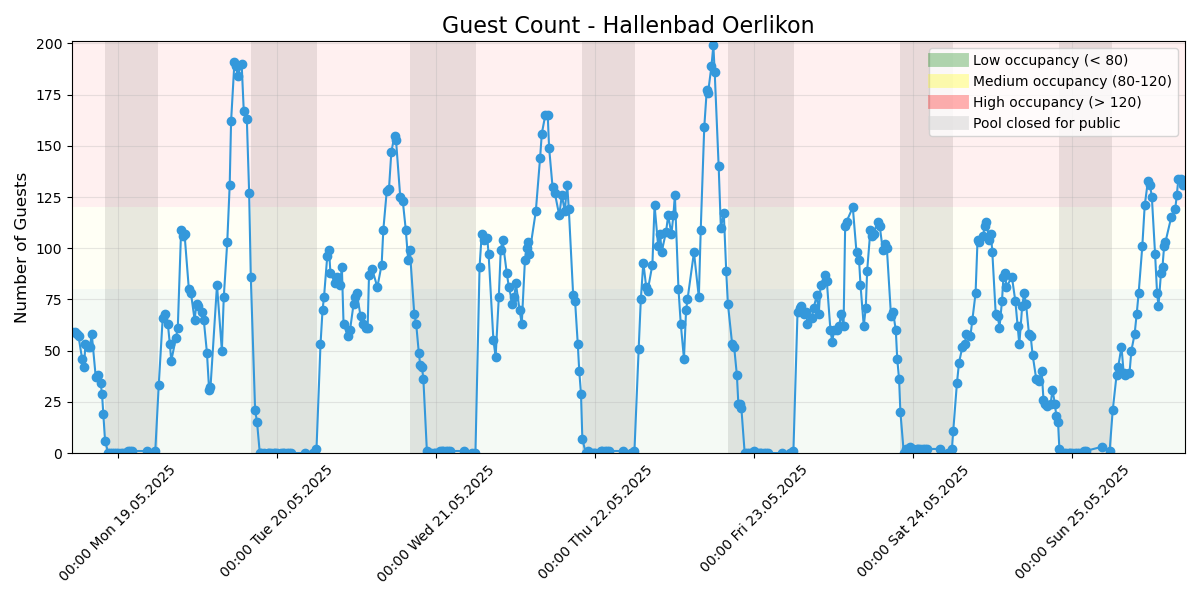 Guest Count - Hallenbad Oerlikon
Number of Guests
200
175
150
125
100
75
50
25
0
Low occupancy (< 80)
Medium occupancy (80-120)
High occupancy (> 120)
Pool closed for public
00:00 Mon 19.05.2025
00:00 Tue 20.05.2025
00:00 Wed 21.05.2025
00:00 Thu 22.05.2025
00:00 Fri 23.05.2025
00:00 Sat 24.05.2025
00:00 Sun 25.05.2025